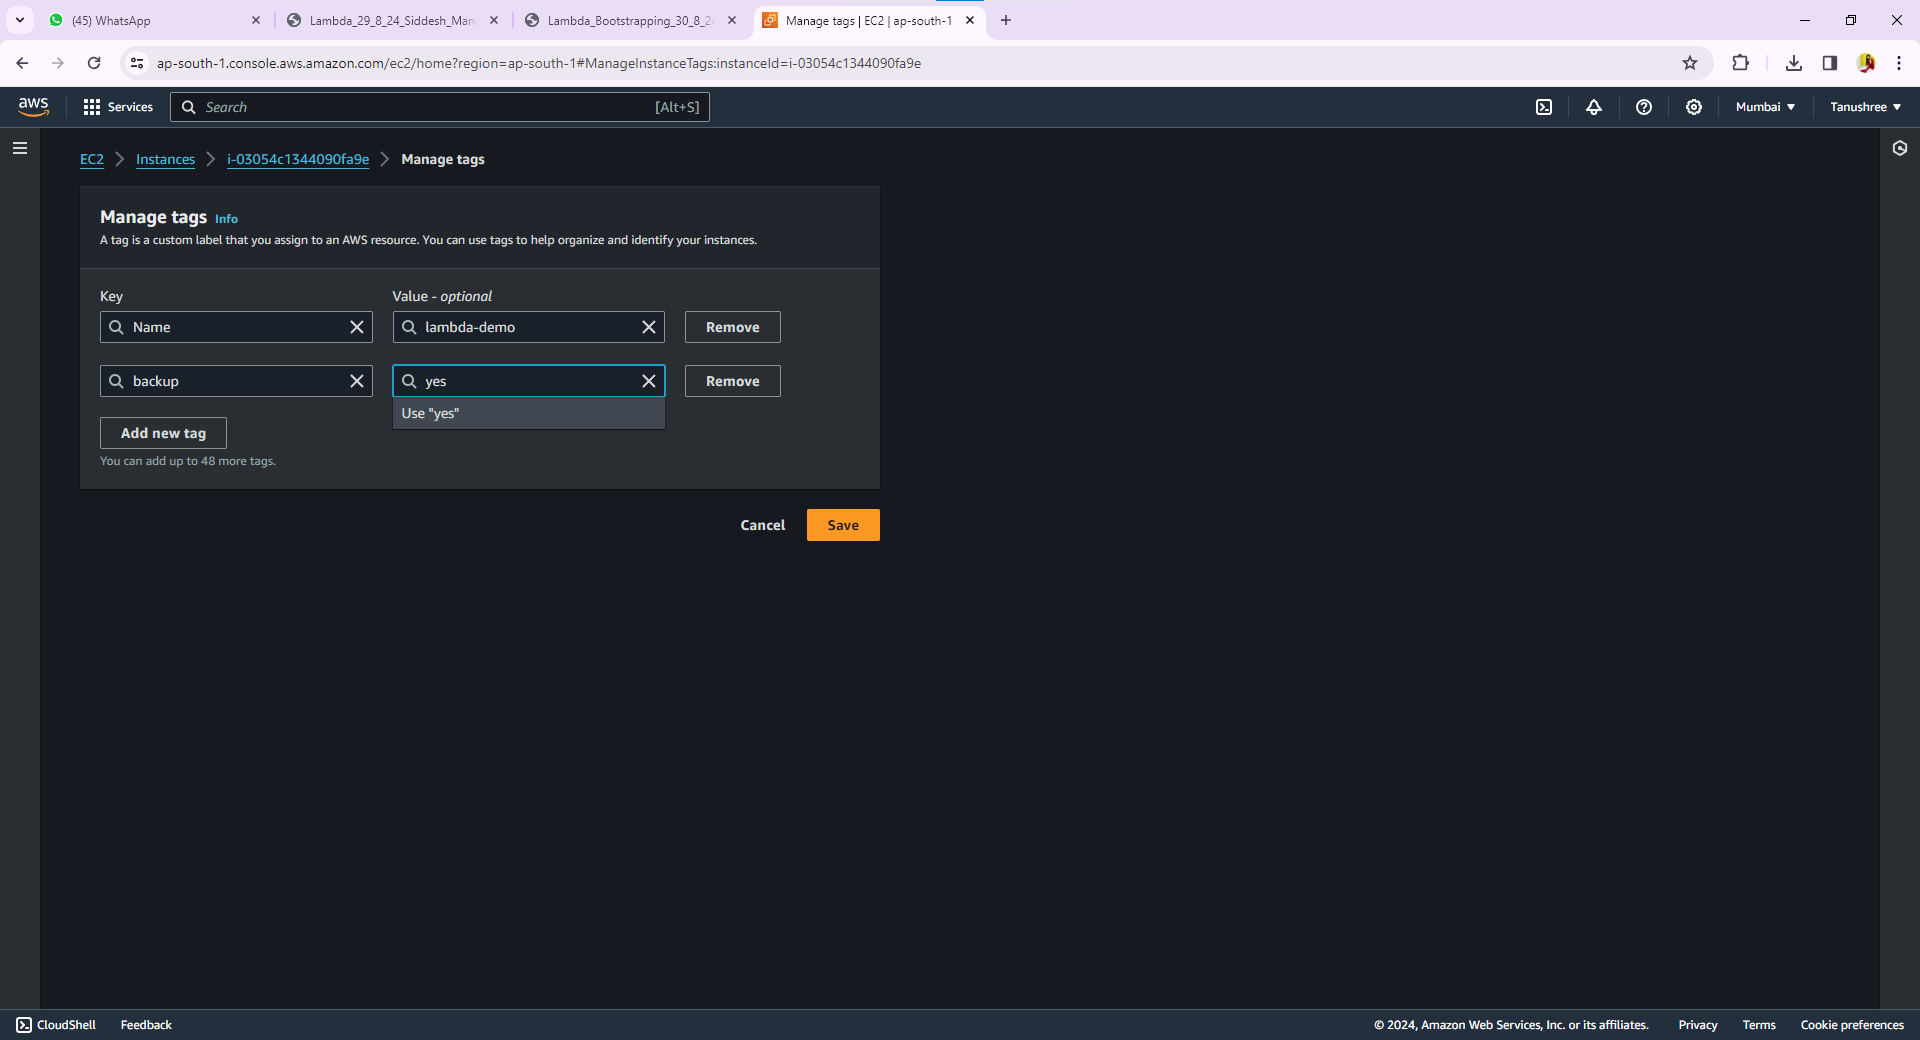 (45) WhatsApp
Lambda_29_8_24_Siddesh_Man
Lambda_Bootstrapping_30_8_24
Manage tags | EC2 | ap-south-1
ap-south-1.console.aws.amazon.com/ec2/home?region=ap-south-1#ManageInstanceTags:instanceId=i-03054c1344090fa9e
aws Services Search [Alt+S] Mumbai Tanushree
EC2 > Instances > i-03054c1344090fa9e > Manage tags
Manage tags Info
A tag is a custom label that you assign to an AWS resource. You can use tags to help organize and identify your instances.
Key Value - optional
Name lambda-demo Remove
backup yes Remove
Use "yes"
Add new tag
You can add up to 48 more tags.
Cancel Save
CloudShell Feedback © 2024, Amazon Web Services, Inc. or its affiliates. Privacy Terms Cookie preferences